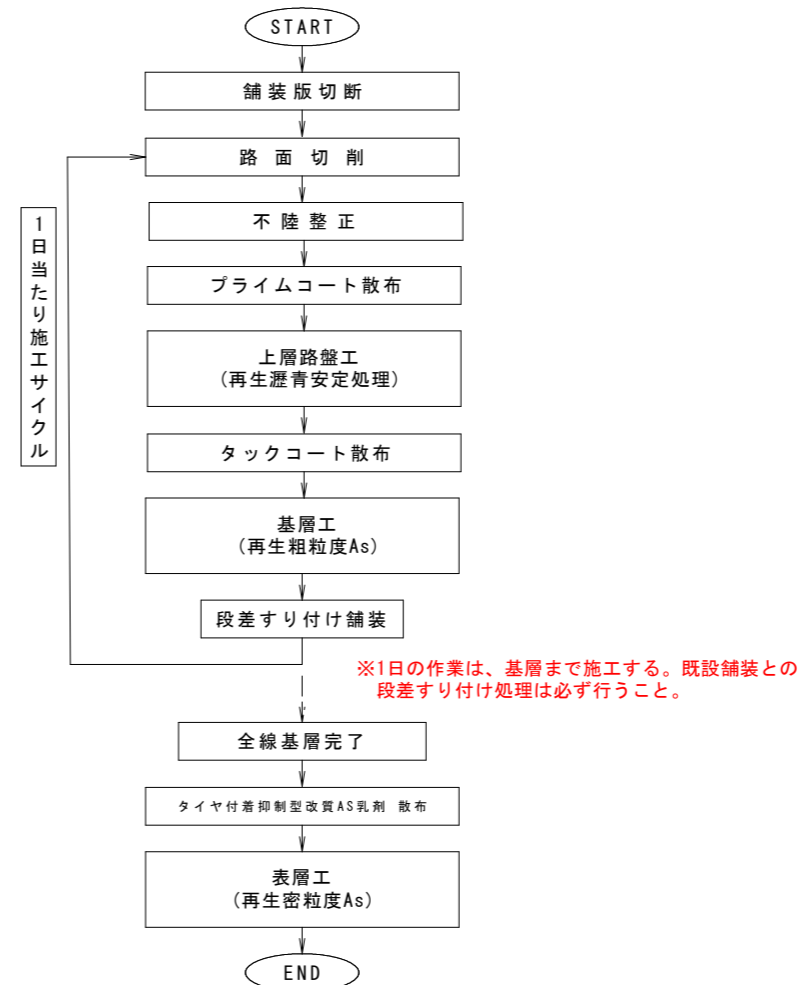 START
舗装版切断
路面切削
不陸整正
プライムコート散布
上層路盤工
(再生瀝青安定処理)
タックコート散布
基層工
(再生粗粒度As)
段差すり付け舗装
1日当たり施工サイクル
※1日の作業は、基層まで施工する。既設舗装との
段差すり付け処理は必ず行うこと。
全線基層完了
タイヤ付着抑制型改質AS乳剤 散布
表層工
(再生密粒度As)
END